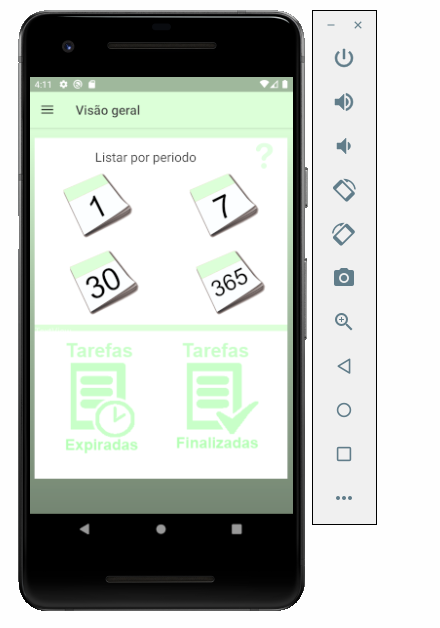 4:11
Visão geral
Listar por periodo
?
1
7
30
365
Tarefas
Expiradas
Tarefas
Finalizadas